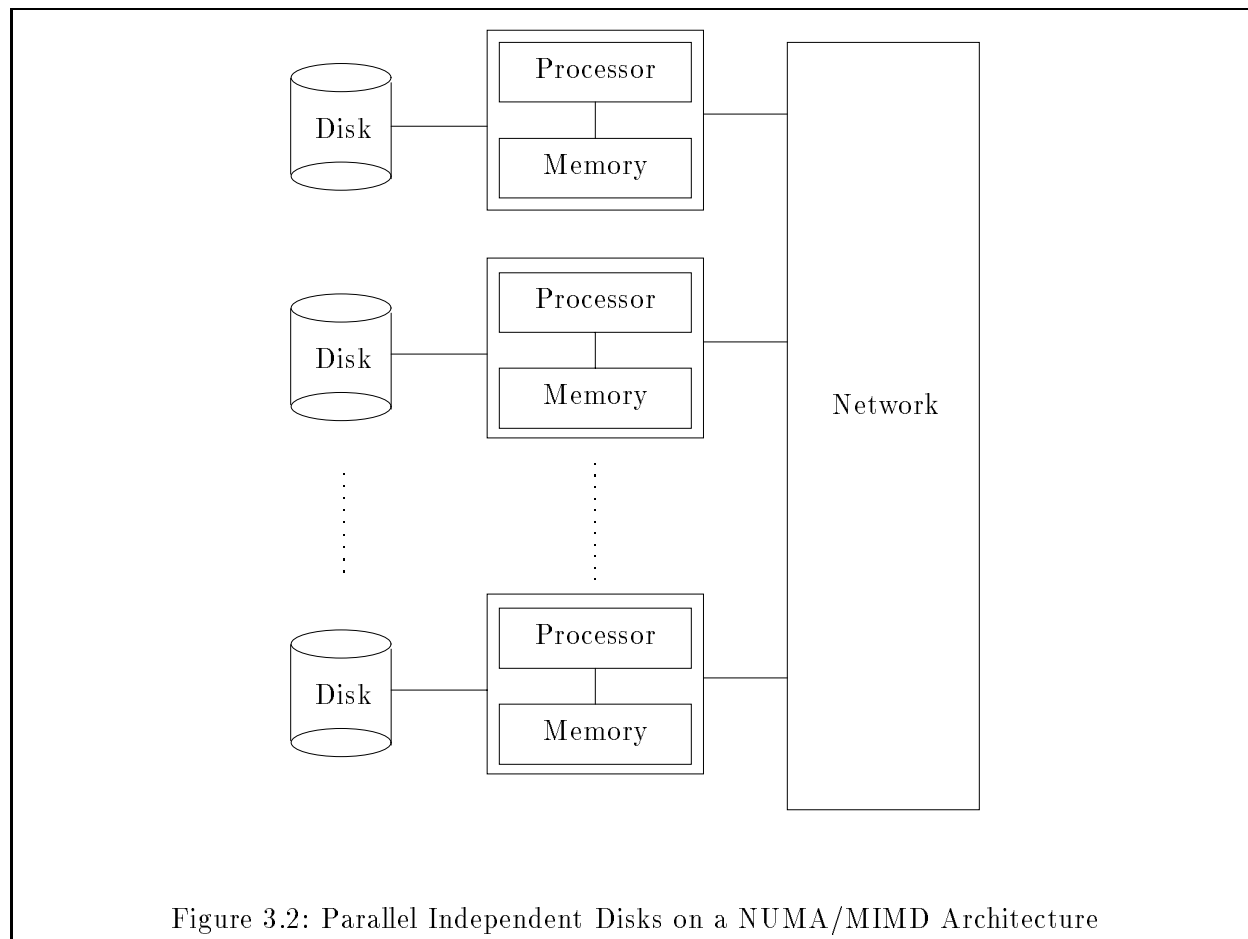 Processor
Disk
Memory
Processor
Disk
Memory
Network
Processor
Disk
Memory
Figure 3.2: Parallel Independent Disks on a NUMA/MIMD Architecture